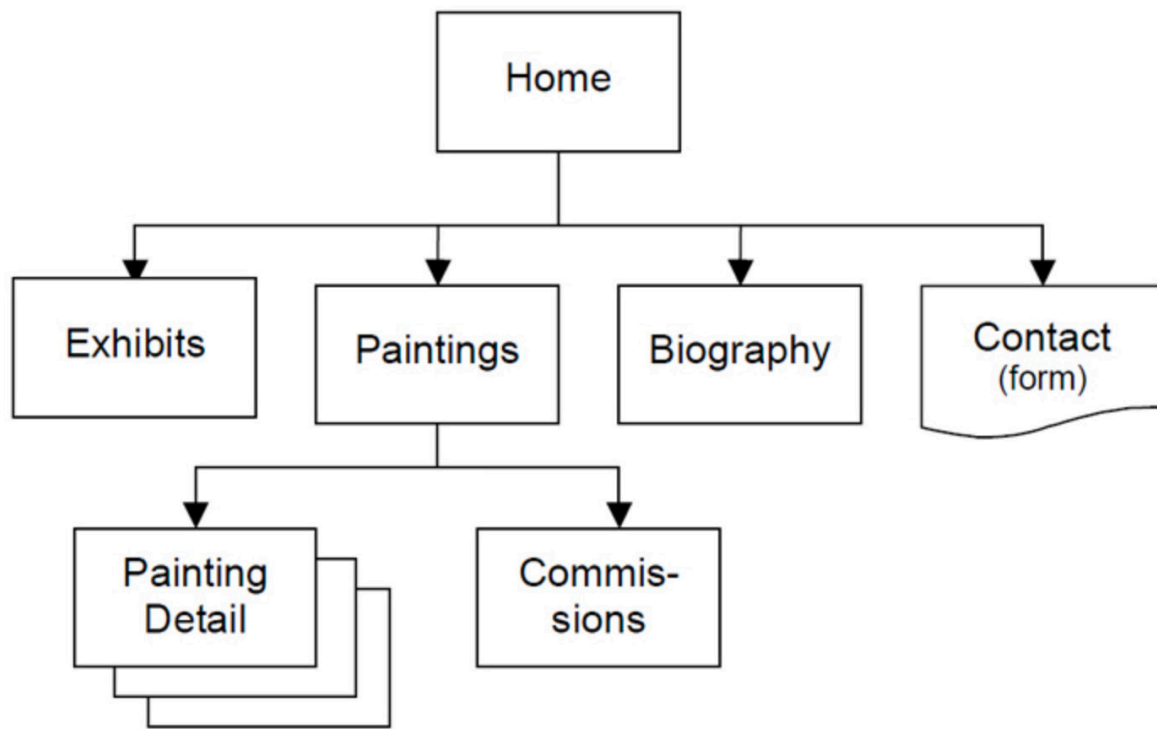 Home
Exhibits
Paintings
Biography
Contact
(form)
Painting
Detail
Commis-
sions